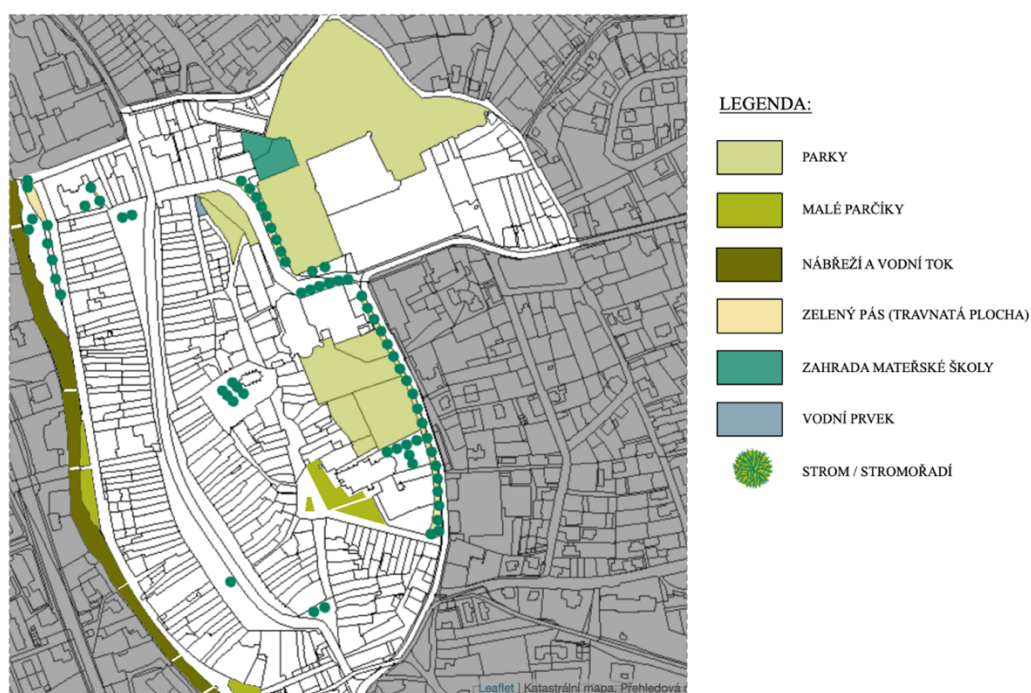 LEGENDA:
PARKY
MALÉ PARČÍKY
NÁBŘEŽÍ A VODNÍ TOK
ZELENÝ PÁS (TRAVNATÁ PLOCHA)
ZAHRADA MATEŘSKÉ ŠKOLY
VODNÍ PRVEK
STROM / STROMOŘADÍ
Leaflet | Katastrální mapa, Přehledová